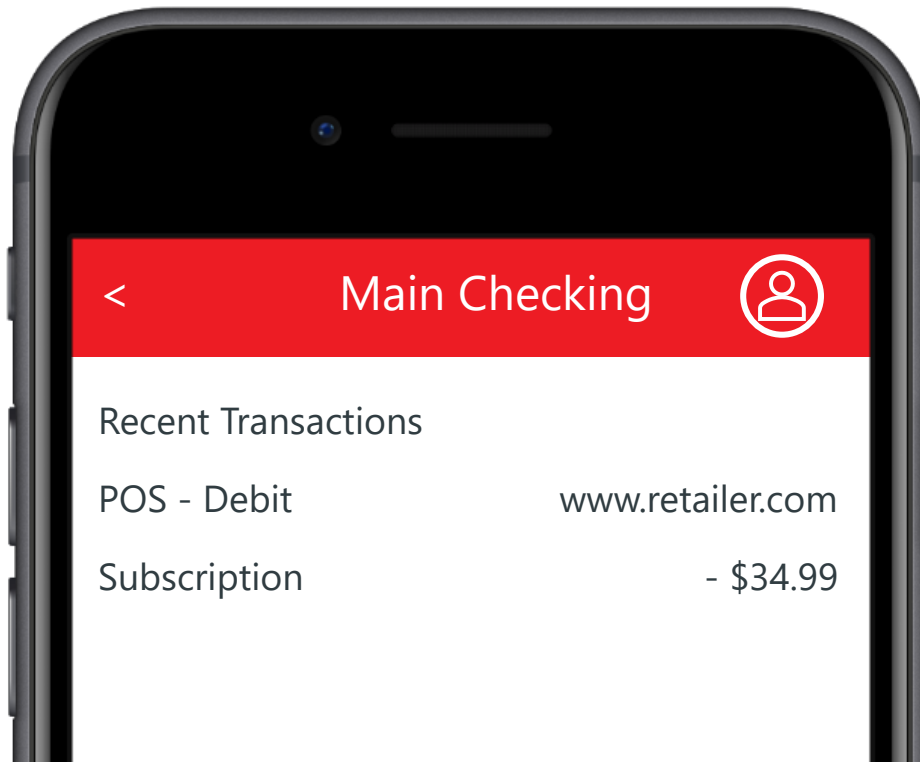 < Main Checking
Recent Transactions
POS - Debit www.retailer.com
Subscription - $34.99